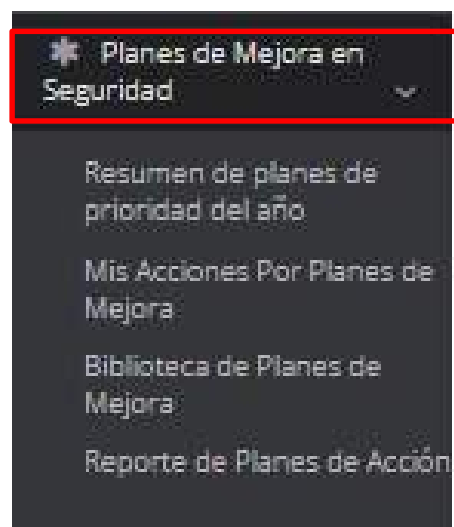 Planes de Mejora en
Seguridad
Resumen de planes de
prioridad del año
Mis Acciones Por Planes de
Mejora
Biblioteca de Planes de
Mejora
Reporte de Planes de Acción